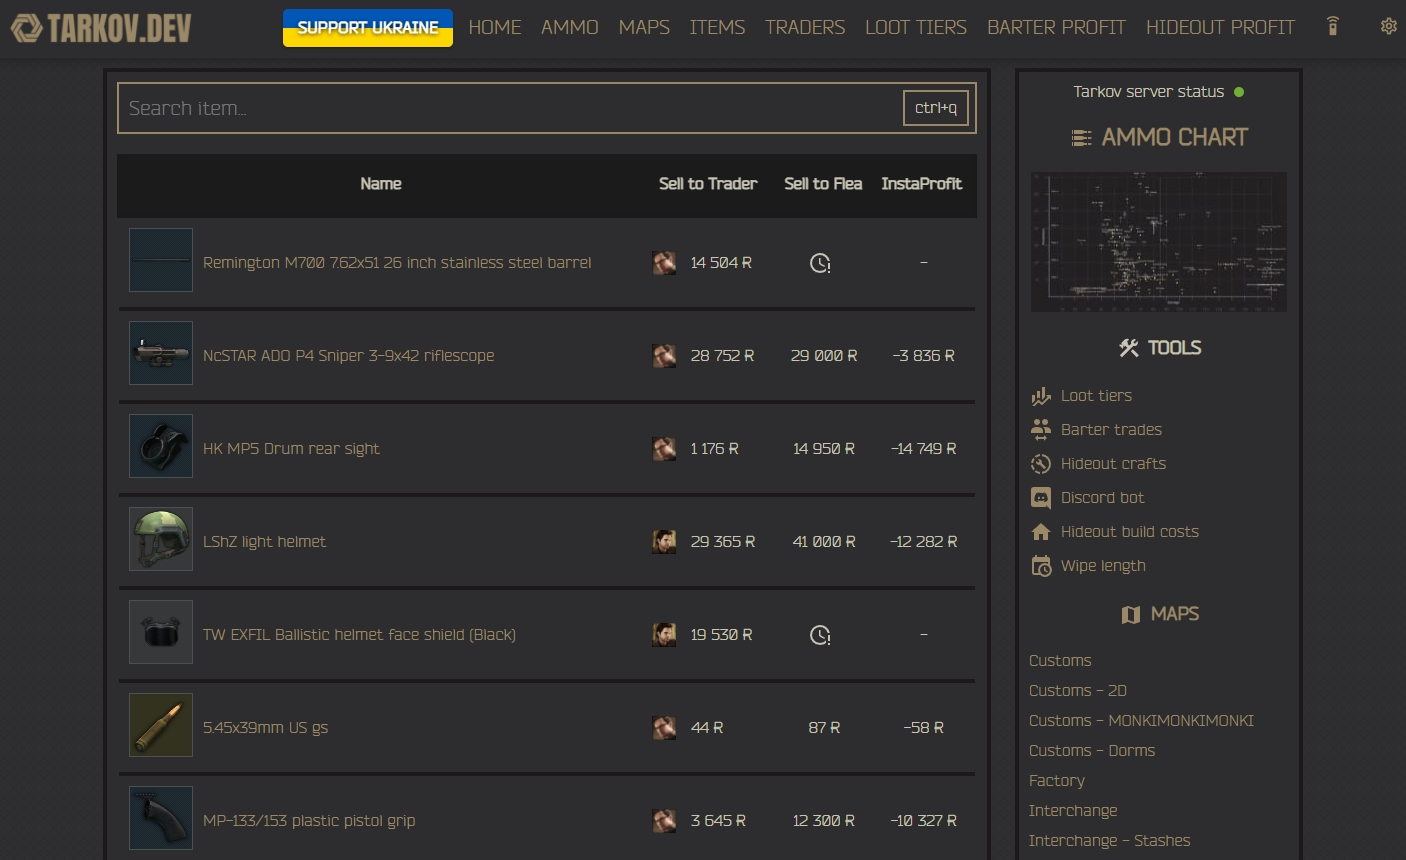 TARKOV.DEV
SUPPORT UKRAINE HOME AMMO MAPS ITEMS TRADERS LOOT TIERS BARTER PROFIT HIDEOUT PROFIT
Search item...
ctrl+q
Name Sell to Trader Sell to Flea InstaProfit
Remington M700 7.62x51 26 inch stainless steel barrel 14 504 ₽ -
NcSTAR ADO P4 Sniper 3-9x42 riflescope 28 752 ₽ 29 000 ₽ -3 836 ₽
HK MP5 Drum rear sight 1 176 ₽ 14 950 ₽ -14 749 ₽
LShZ light helmet 29 365 ₽ 41 000 ₽ -12 282 ₽
TW EXFIL Ballistic helmet face shield (Black) 19 530 ₽ -
5.45x39mm US gs 44 ₽ 87 ₽ -58 ₽
MP-133/153 plastic pistol grip 3 645 ₽ 12 300 ₽ -10 327 ₽
Tarkov server status
AMMO CHART
TOOLS
Loot tiers
Barter trades
Hideout crafts
Discord bot
Hideout build costs
Wipe length
MAPS
Customs
Customs - 2D
Customs - MONKIMONKIMONKI
Customs - Dorms
Factory
Interchange
Interchange - Stashes